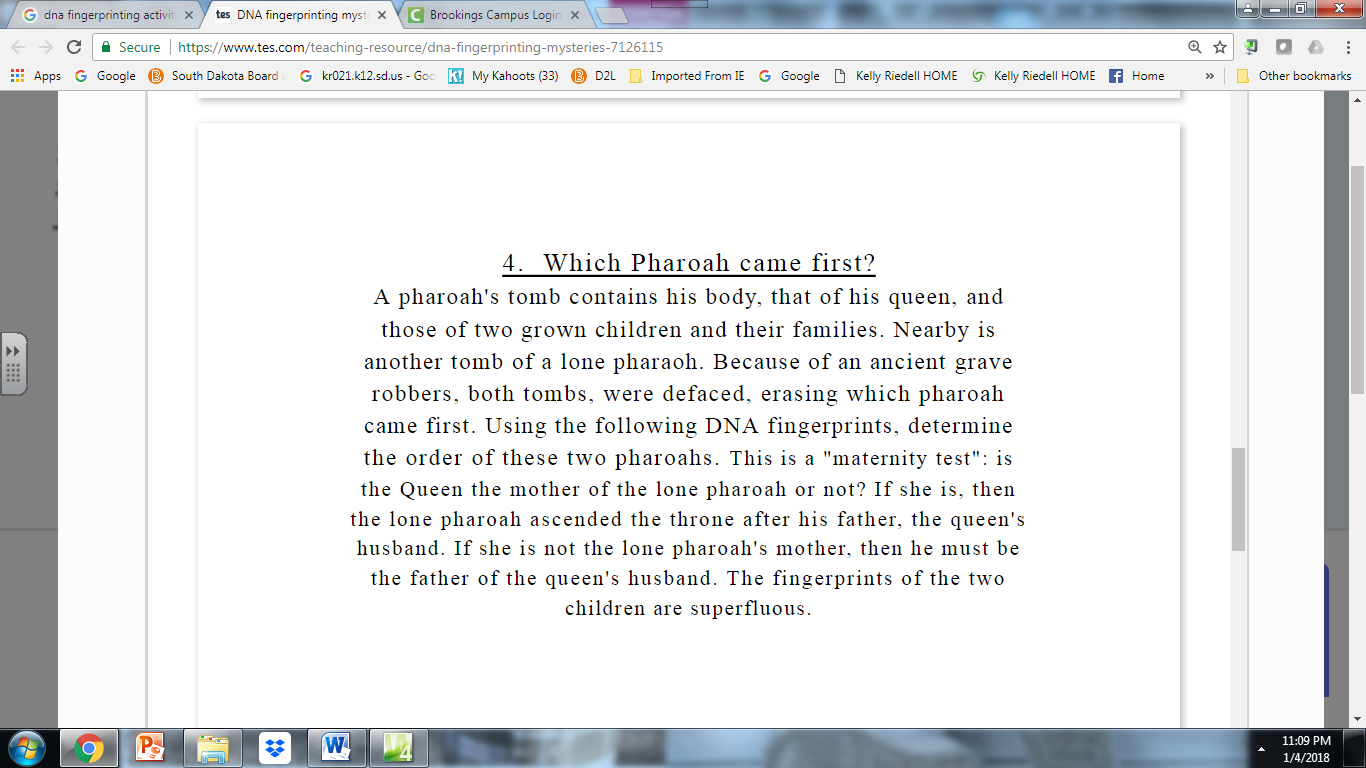 dna fingerprinting activit
tes DNA fingerprinting myst
Brookings Campus Login
Secure | https://www.tes.com/teaching-resource/dna-fingerprinting-mysteries-7126115
Apps Google South Dakota Board kr021.k12.sd.us - Goo My Kahoots (33) D2L Imported From IE Google Kelly Riedell HOME Kelly Riedell HOME Home » Other bookmarks
4. Which Pharoah came first?
A pharoah's tomb contains his body, that of his queen, and
those of two grown children and their families. Nearby is
another tomb of a lone pharaoh. Because of an ancient grave
robbers, both tombs, were defaced, erasing which pharoah
came first. Using the following DNA fingerprints, determine
the order of these two pharoahs. This is a "maternity test": is
the Queen the mother of the lone pharoah or not? If she is, then
the lone pharoah ascended the throne after his father, the queen's
husband. If she is not the lone pharoah's mother, then he must be
the father of the queen's husband. The fingerprints of the two
children are superfluous.
11:09 PM
1/4/2018